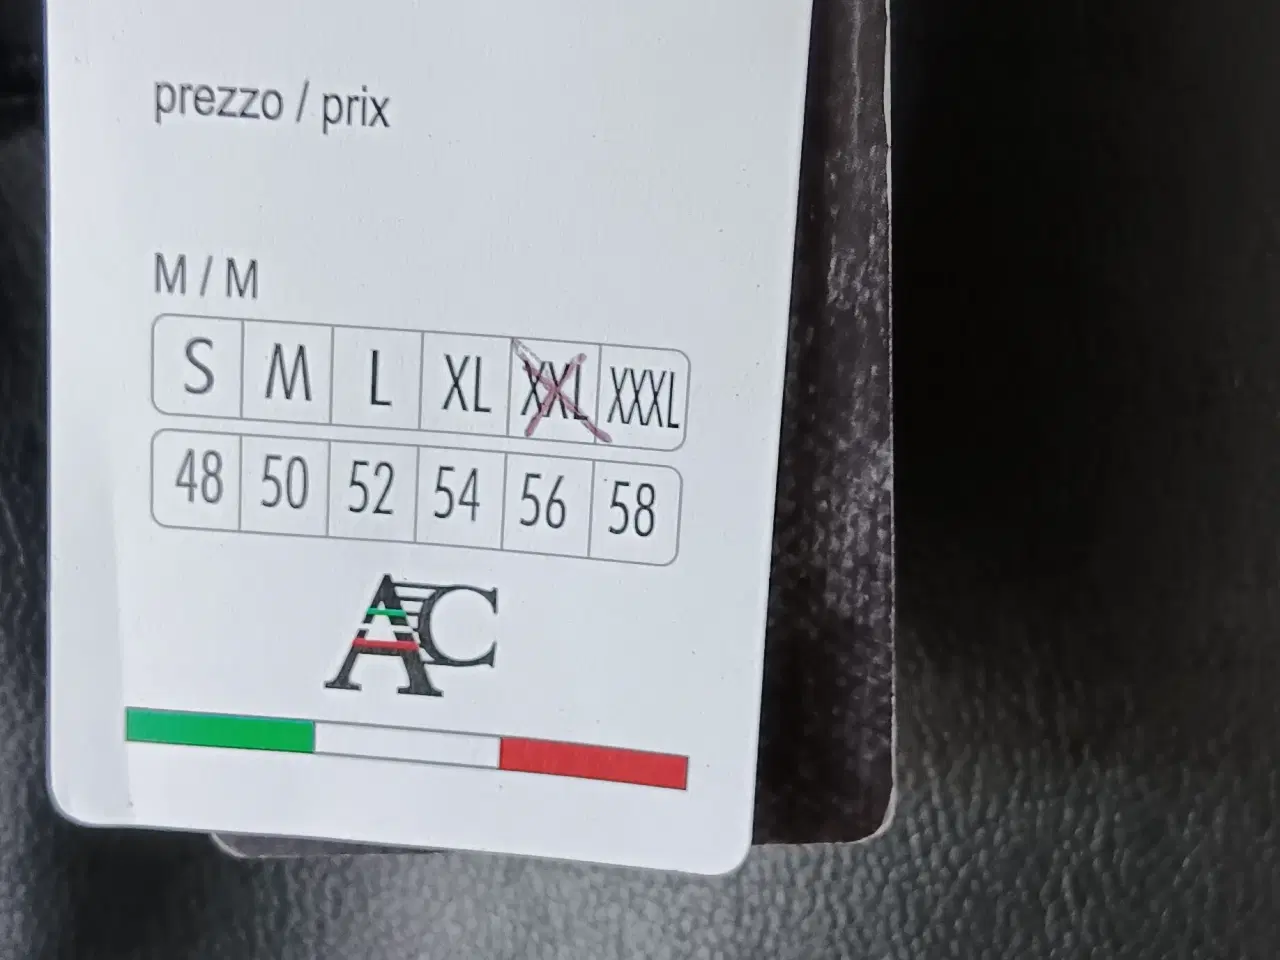 prezzo / prix
M / M
S M L XL XXL XXXL
48 50 52 54 56 58
AC